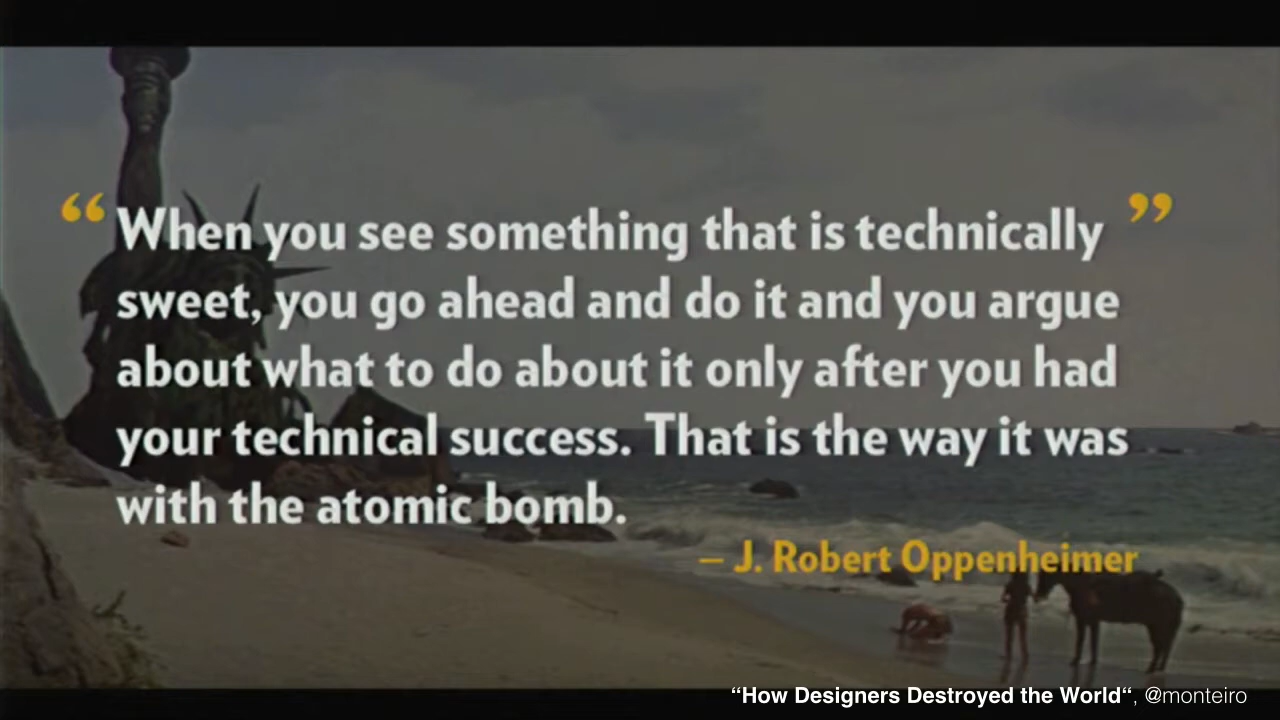 “When you see something that is technically ”
sweet, you go ahead and do it and you argue
about what to do about it only after you had
your technical success. That is the way it was
with the atomic bomb.
– J. Robert Oppenheimer
“How Designers Destroyed the World“, @monteiro